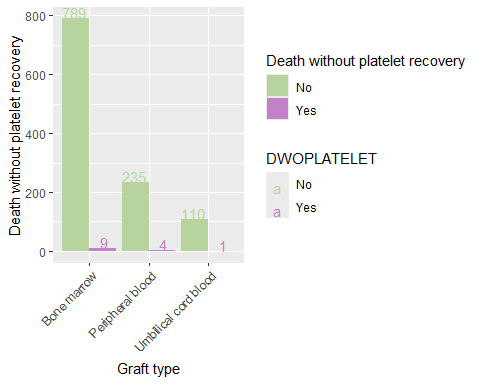 Death without platelet recovery
800
600
400
200
0
789
9
235
4
110
1
Bone marrow
Peripheral blood
Umbilical cord blood
Graft type
Death without platelet recovery
No
Yes
DWOPLATELET
a No
a Yes